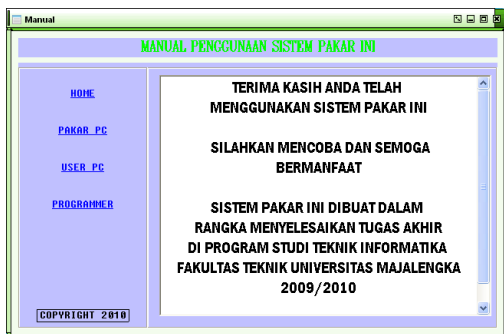 Manual
MANUAL PENGGUNAAN SISTEM PAKAR INI
HOME
PAKAR PC
USER PC
PROGRAMMER
COPYRIGHT 2010
TERIMA KASIH ANDA TELAH
MENGGUNAKAN SISTEM PAKAR INI
SILAHKAN MENCOBA DAN SEMOGA
BERMANFAAT
SISTEM PAKAR INI DIBUAT DALAM
RANGKA MENYELESAIKAN TUGAS AKHIR
DI PROGRAM STUDI TEKNIK INFORMATIKA
FAKULTAS TEKNIK UNIVERSITAS MAJALENGKA
2009/2010